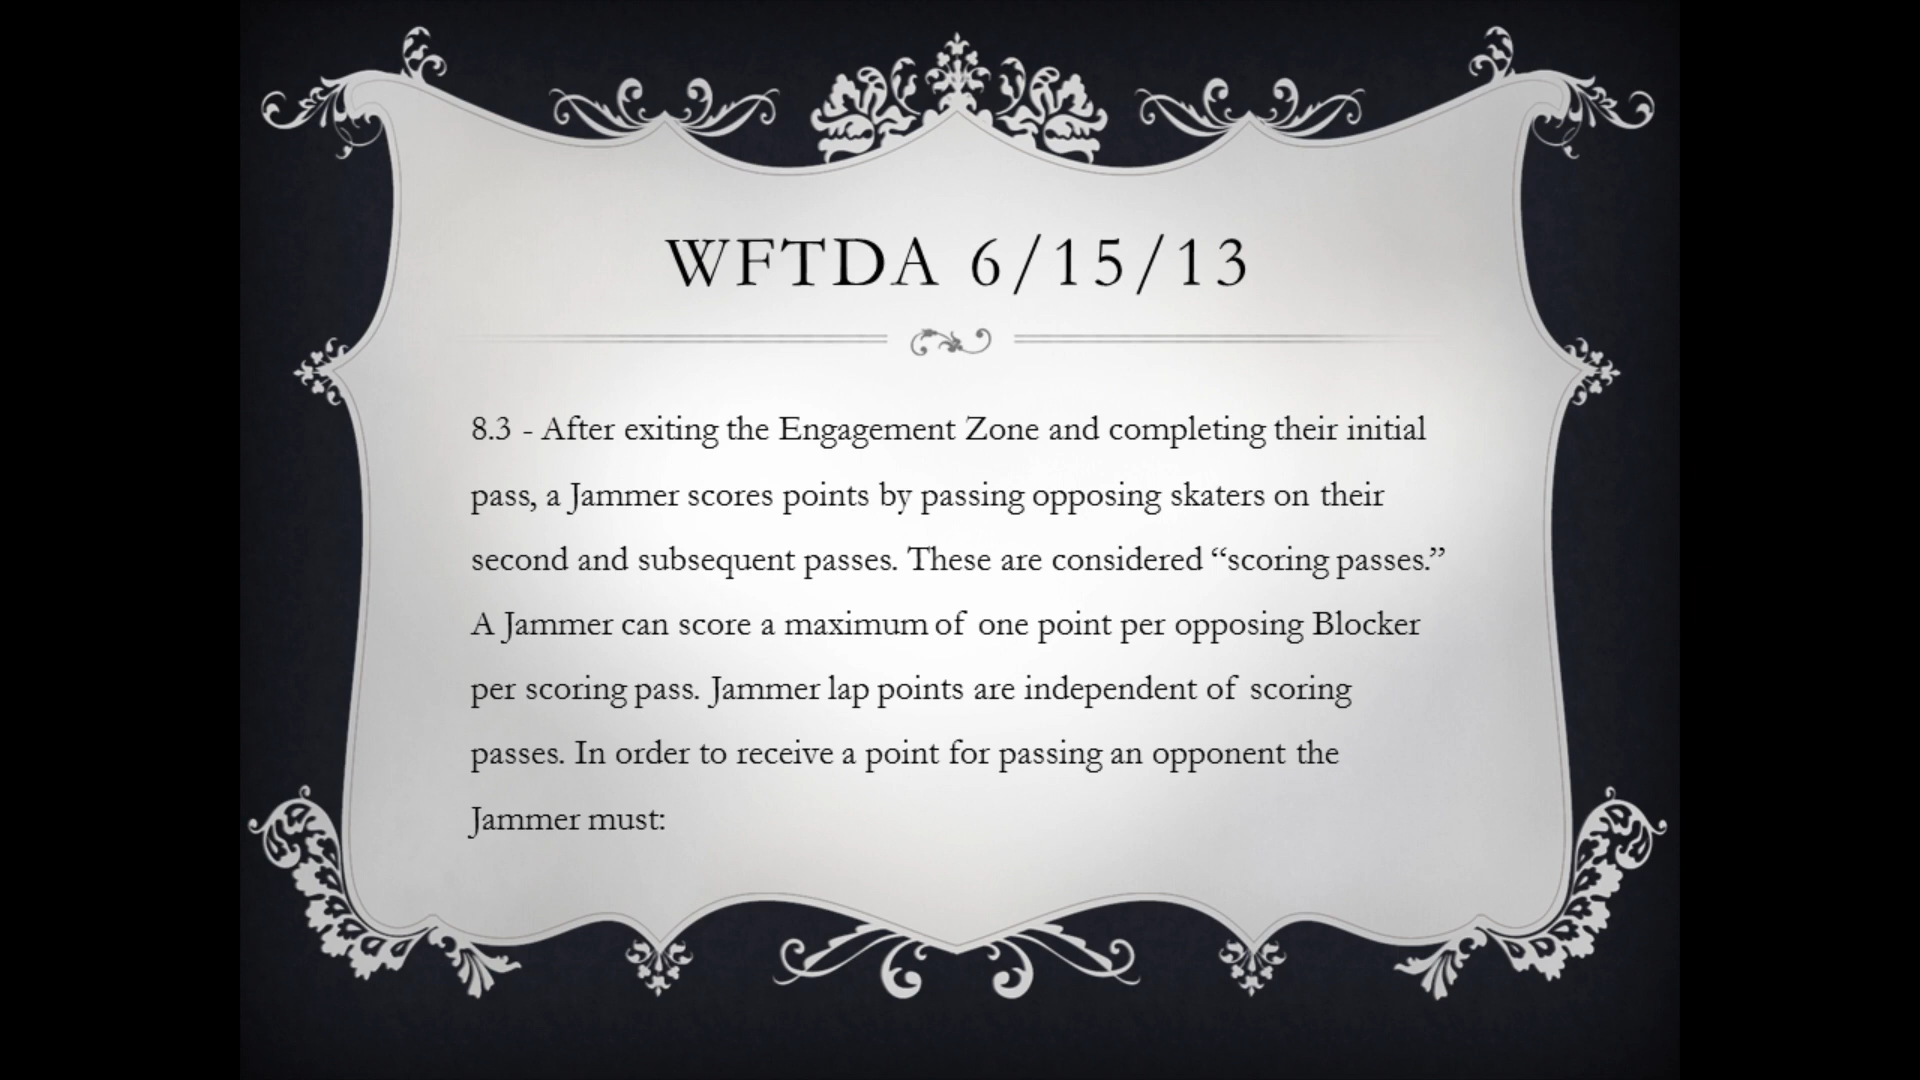 WFTDA 6/15/13
8.3 - After exiting the Engagement Zone and completing their initial
pass, a Jammer scores points by passing opposing skaters on their
second and subsequent passes. These are considered “scoring passes.”
A Jammer can score a maximum of one point per opposing Blocker
per scoring pass. Jammer lap points are independent of scoring
passes. In order to receive a point for passing an opponent the
Jammer must: